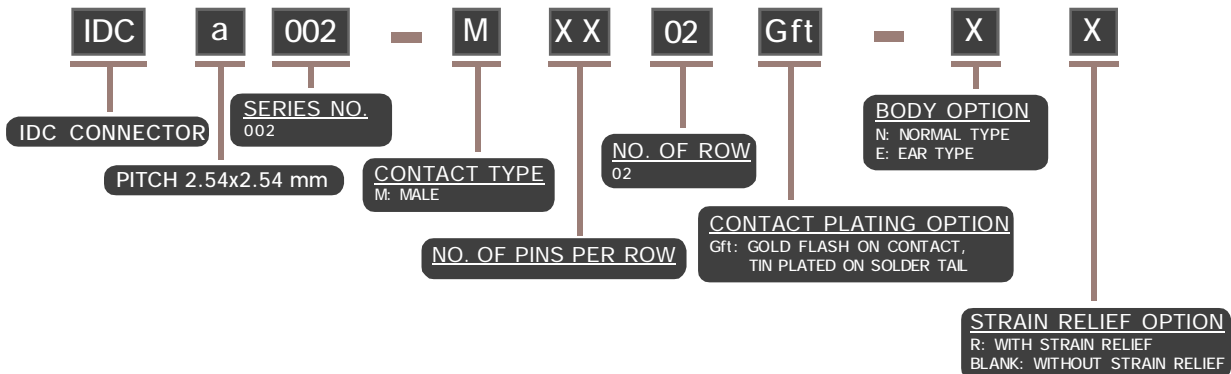 IDC a 002 - M X X 02 Gft - X X
IDC CONNECTOR
PITCH 2.54x2.54 mm
SERIES NO.
002
CONTACT TYPE
M: MALE
NO. OF PINS PER ROW
NO. OF ROW
02
CONTACT PLATING OPTION
Gft: GOLD FLASH ON CONTACT,
TIN PLATED ON SOLDER TAIL
BODY OPTION
N: NORMAL TYPE
E: EAR TYPE
STRAIN RELIEF OPTION
R: WITH STRAIN RELIEF
BLANK: WITHOUT STRAIN RELIEF